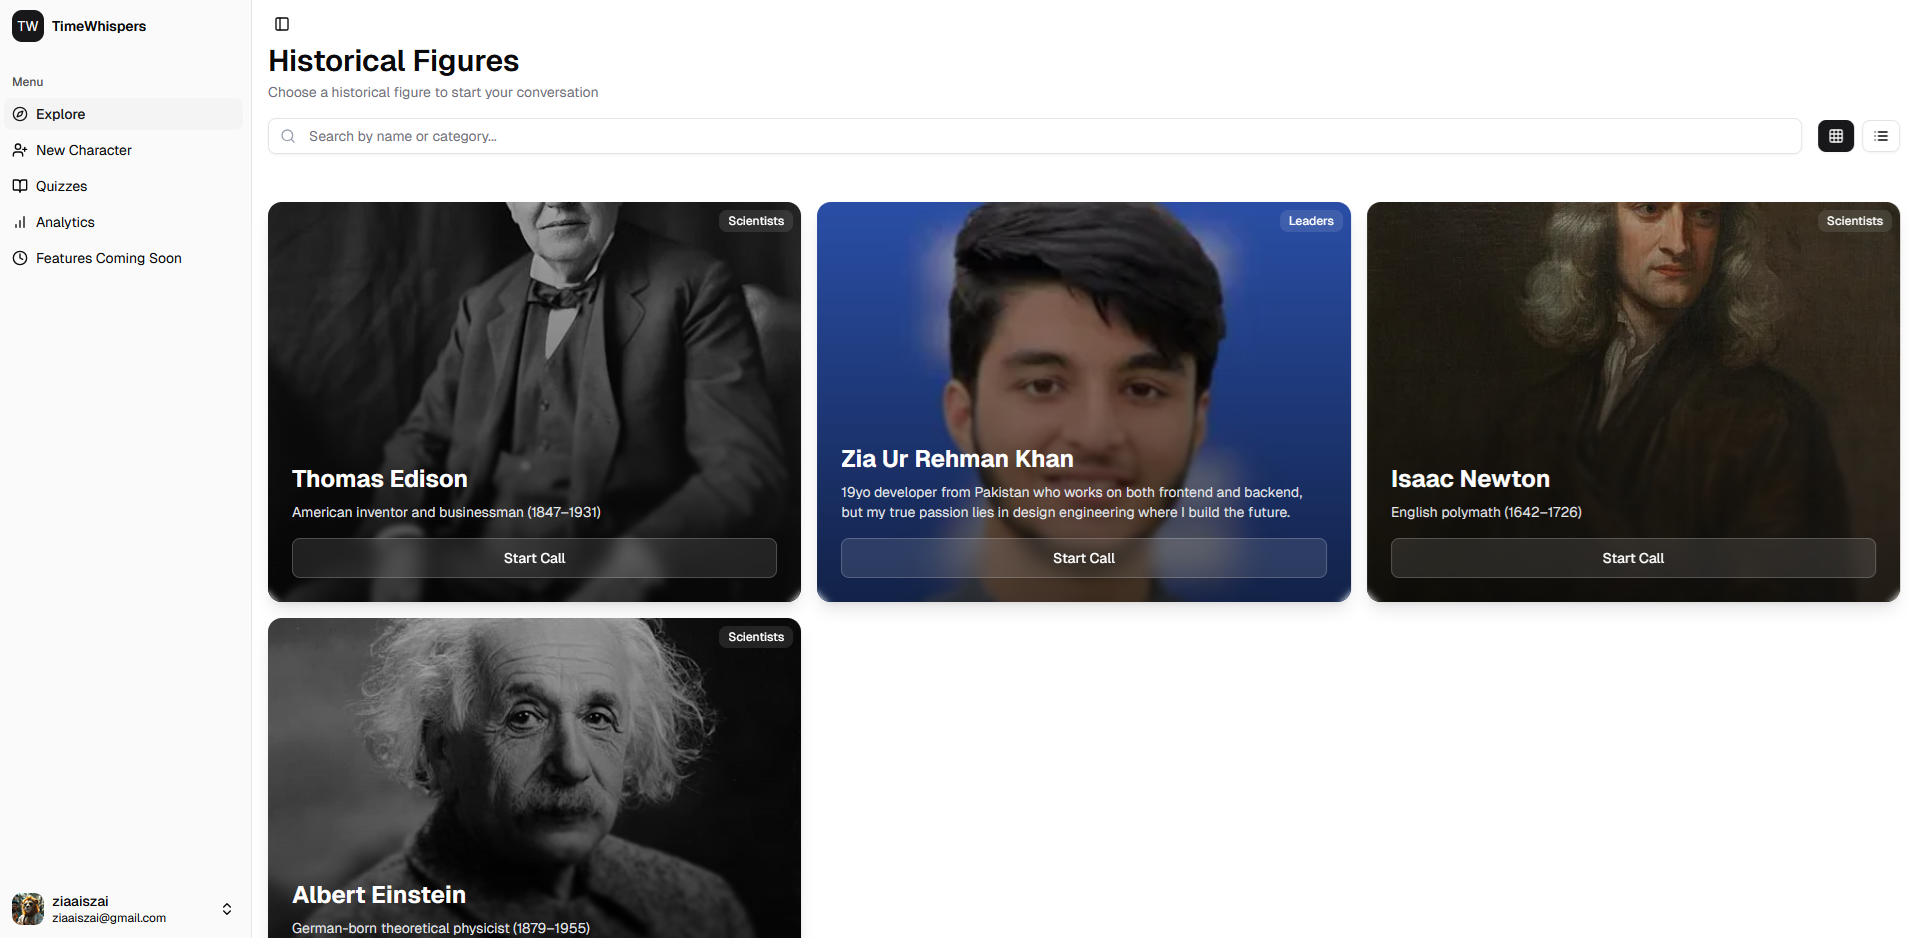 TW
TimeWhispers
Menu
Explore
New Character
Quizzes
Analytics
Features Coming Soon
ziaaiszai
ziaaiszai@gmail.com
Historical Figures
Choose a historical figure to start your conversation
Search by name or category...
Scientists
Thomas Edison
American inventor and businessman (1847–1931)
Start Call
Leaders
Zia Ur Rehman Khan
19yo developer from Pakistan who works on both frontend and backend,
but my true passion lies in design engineering where I build the future.
Start Call
Scientists
Isaac Newton
English polymath (1642–1726)
Start Call
Scientists
Albert Einstein
German-born theoretical physicist (1879–1955)